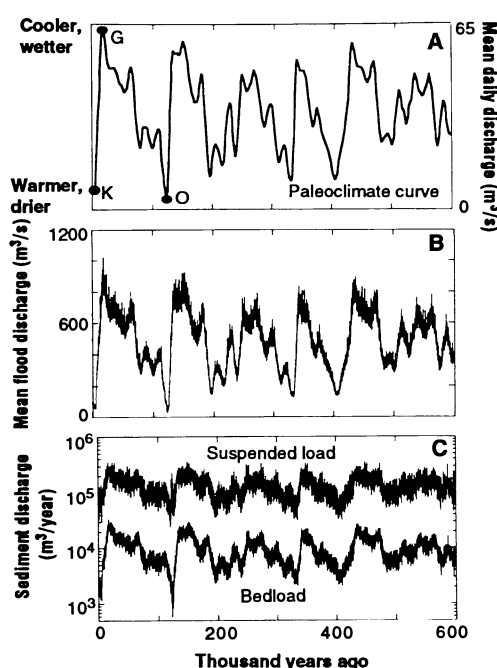 Cooler,
wetter
G
A
65
Mean daily discharge (m³/s)
Warmer,
drier
K
O
Paleoclimate curve
0
1200
B
Mean flood discharge (m³/s)
600
0
10⁶
C
Suspended load
Sediment discharge
(m³/year)
10⁵
10⁴
Bedload
10³
0
200
400
600
Thousand years ago